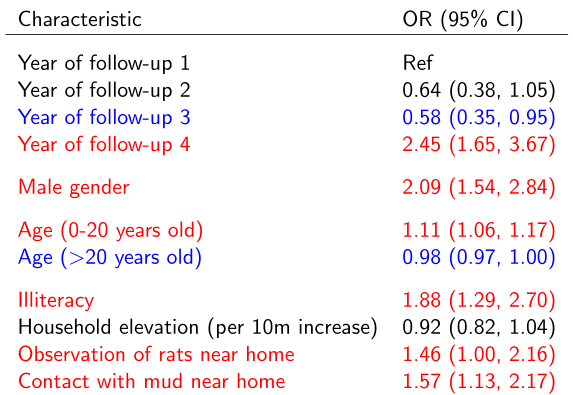 Characteristic OR (95% CI)
Year of follow-up 1 Ref
Year of follow-up 2 0.64 (0.38, 1.05)
Year of follow-up 3 0.58 (0.35, 0.95)
Year of follow-up 4 2.45 (1.65, 3.67)
Male gender 2.09 (1.54, 2.84)
Age (0-20 years old) 1.11 (1.06, 1.17)
Age (>20 years old) 0.98 (0.97, 1.00)
Illiteracy 1.88 (1.29, 2.70)
Household elevation (per 10m increase) 0.92 (0.82, 1.04)
Observation of rats near home 1.46 (1.00, 2.16)
Contact with mud near home 1.57 (1.13, 2.17)